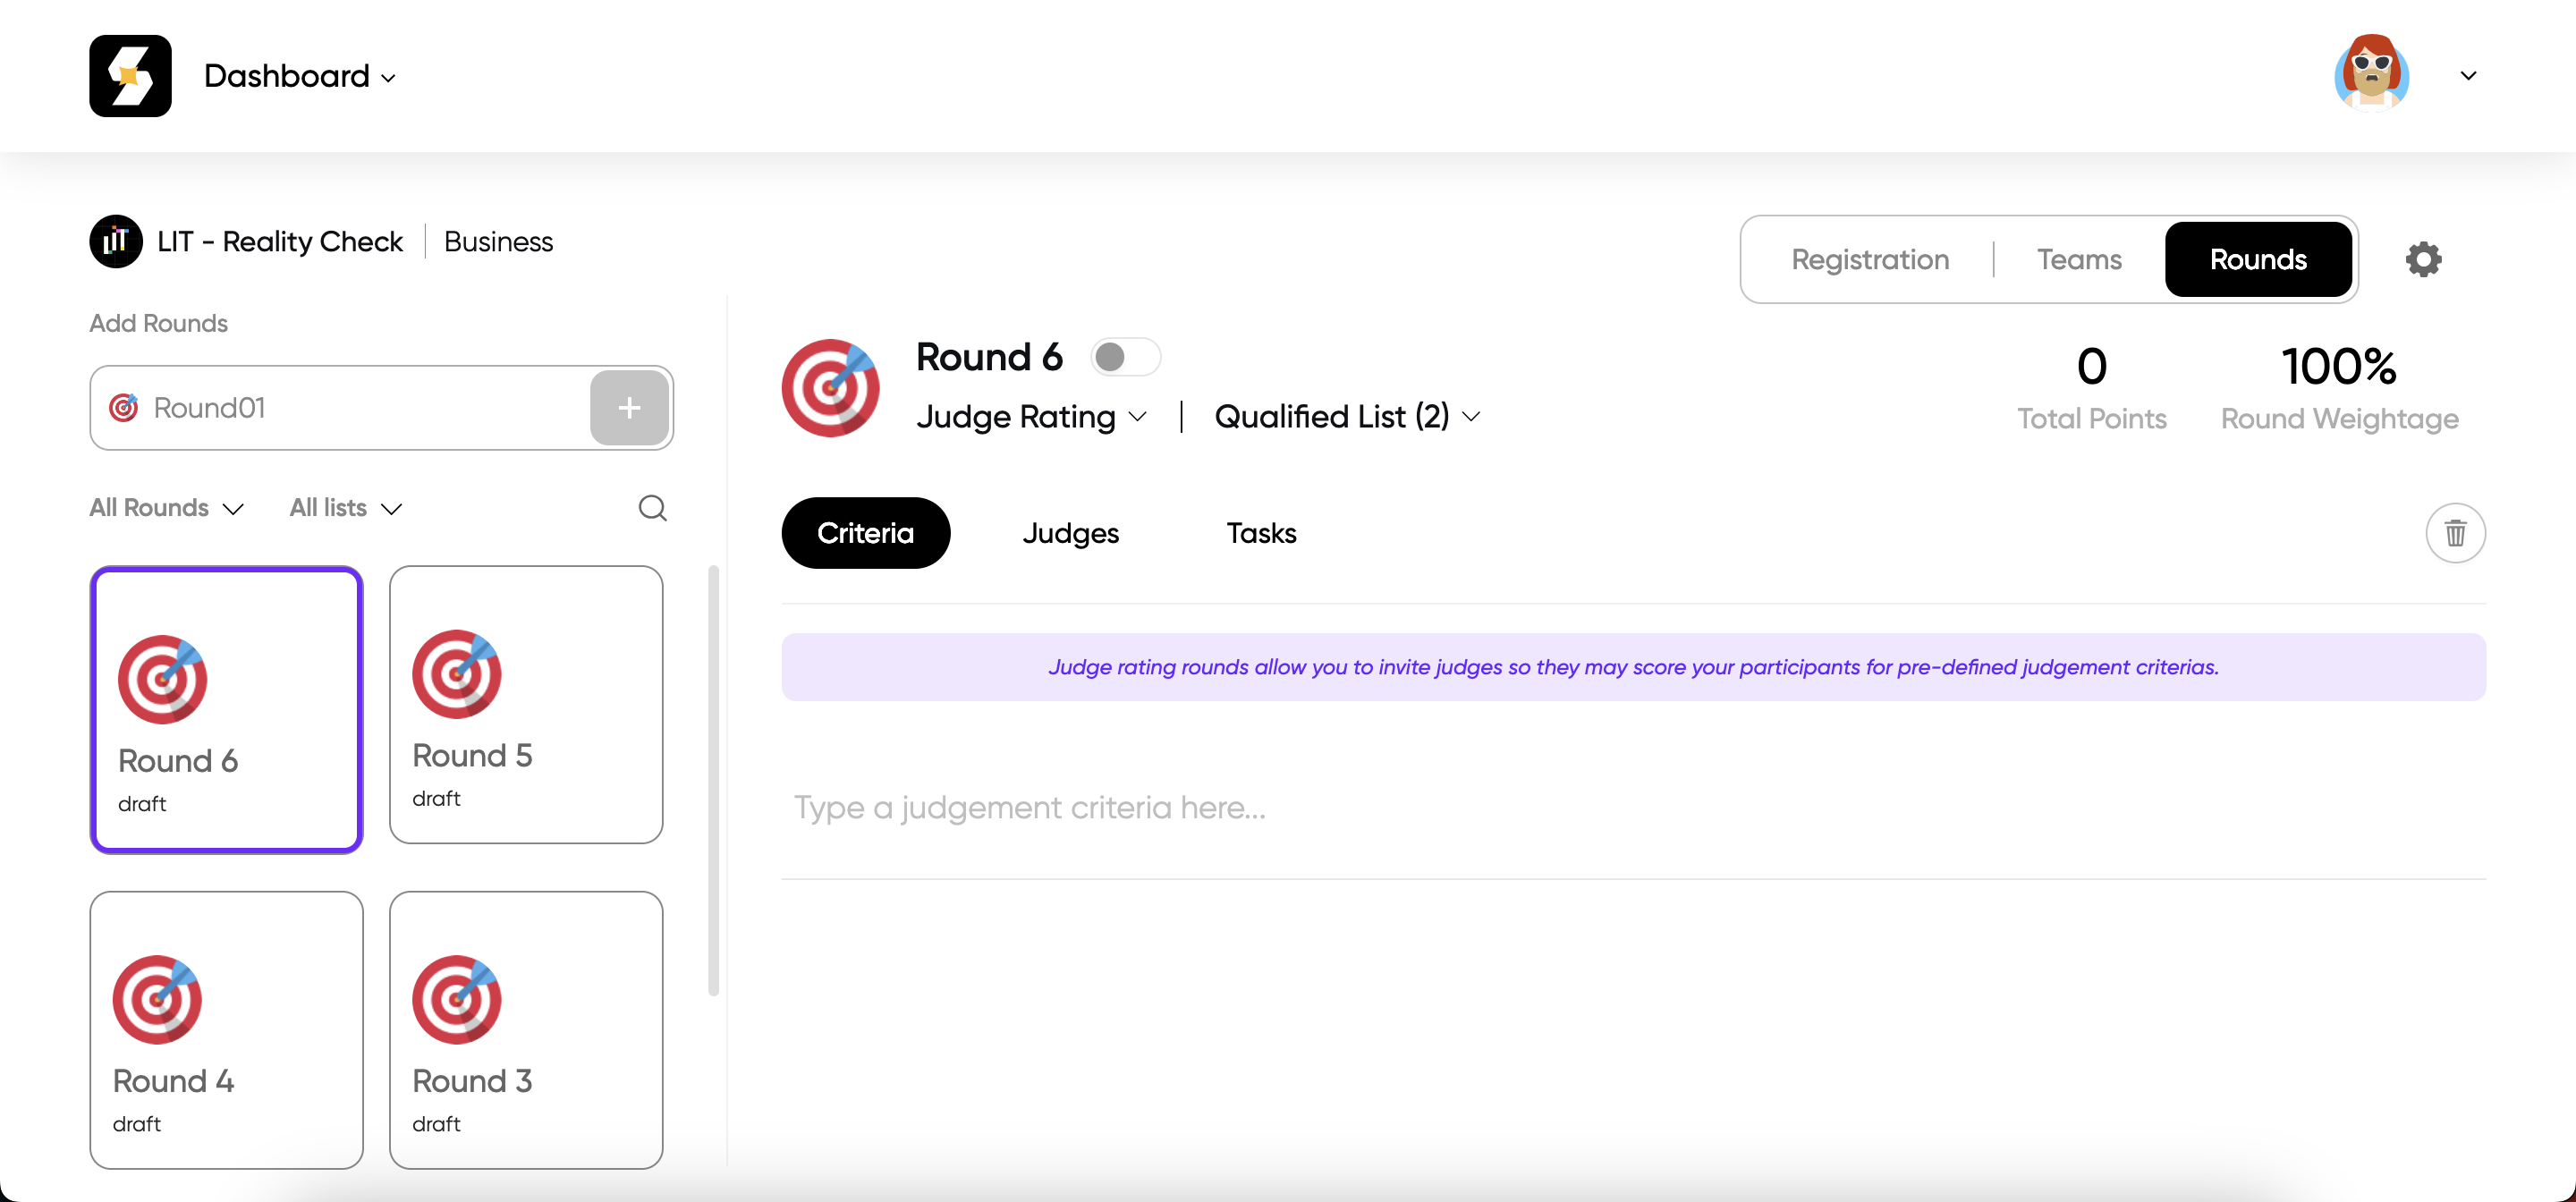 Dashboard
LIT - Reality Check
Business
Registration
Teams
Rounds
Add Rounds
Round01
+
All Rounds
All lists
Round 6
draft
Round 5
draft
Round 4
draft
Round 3
draft
Round 6
Judge Rating
Qualified List (2)
0
Total Points
100%
Round Weightage
Criteria
Judges
Tasks
Judge rating rounds allow you to invite judges so they may score your participants for pre-defined judgement criterias.
Type a judgement criteria here...